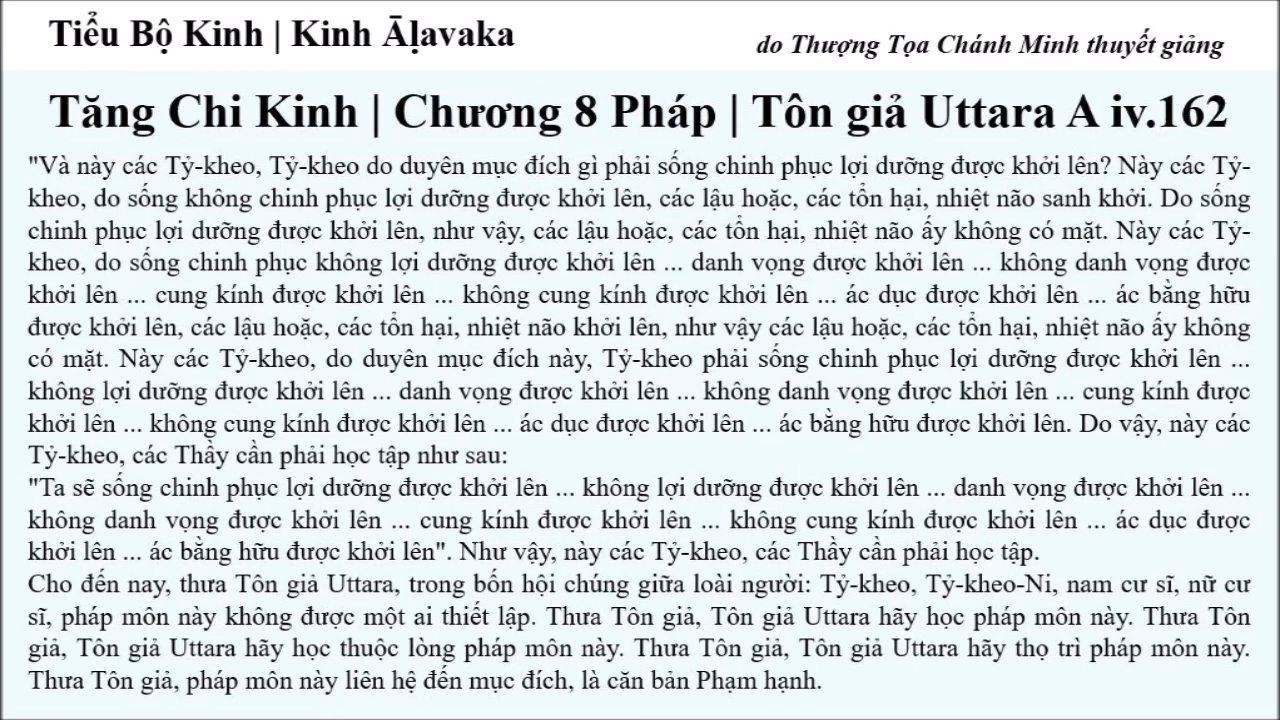 Tiểu Bộ Kinh | Kinh Āḷavaka
do Thượng Tọa Chánh Minh thuyết giảng
Tăng Chi Kinh | Chương 8 Pháp | Tôn giả Uttara A iv.162
"Và này các Tỷ-kheo, Tỷ-kheo do duyên mục đích gì phải sống chinh phục lợi dưỡng được khởi lên? Này các Tỷ-
kheo, do sống không chinh phục lợi dưỡng được khởi lên, các lậu hoặc, các tổn hại, nhiệt não sanh khởi. Do sống
chinh phục lợi dưỡng được khởi lên, như vậy, các lậu hoặc, các tổn hại, nhiệt não ấy không có mặt. Này các Tỷ-
kheo, do sống chinh phục không lợi dưỡng được khởi lên ... danh vọng được khởi lên ... không danh vọng được
khởi lên ... cung kính được khởi lên ... không cung kính được khởi lên ... ác dục được khởi lên ... ác bằng hữu
được khởi lên, các lậu hoặc, các tổn hại, nhiệt não khởi lên, như vậy các lậu hoặc, các tổn hại, nhiệt não ấy không
có mặt. Này các Tỷ-kheo, do duyên mục đích này, Tỷ-kheo phải sống chinh phục lợi dưỡng được khởi lên ...
không lợi dưỡng được khởi lên ... danh vọng được khởi lên ... không danh vọng được khởi lên ... cung kính được
khởi lên ... không cung kính được khởi lên ... ác dục được khởi lên ... ác bằng hữu được khởi lên. Do vậy, này các
Tỷ-kheo, các Thầy cần phải học tập như sau:
"Ta sẽ sống chinh phục lợi dưỡng được khởi lên ... không lợi dưỡng được khởi lên ... danh vọng được khởi lên ...
không danh vọng được khởi lên ... cung kính được khởi lên ... không cung kính được khởi lên ... ác dục được
khởi lên ... ác bằng hữu được khởi lên". Như vậy, này các Tỷ-kheo, các Thầy cần phải học tập.
Cho đến nay, thưa Tôn giả Uttara, trong bốn hội chúng giữa loài người: Tỷ-kheo, Tỷ-kheo-Ni, nam cư sĩ, nữ cư
sĩ, pháp môn này không được một ai thiết lập. Thưa Tôn giả, Tôn giả Uttara hãy học pháp môn này. Thưa Tôn
giả, Tôn giả Uttara hãy học thuộc lòng pháp môn này. Thưa Tôn giả, Tôn giả Uttara hãy thọ trì pháp môn này.
Thưa Tôn giả, pháp môn này liên hệ đến mục đích, là căn bản Phạm hạnh.